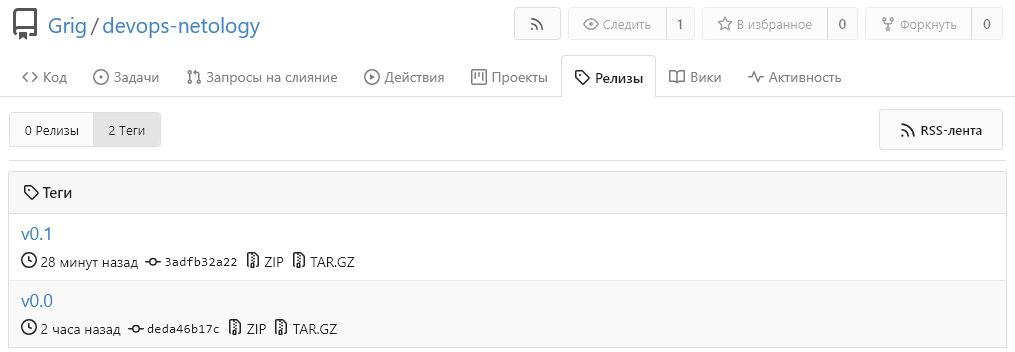 Grig / devops-netology
Следить 1
В избранное 0
Форкнуть 0
Код
Задачи
Запросы на слияние
Действия
Проекты
Релизы
Вики
Активность
0 Релизы
2 Теги
RSS-лента
Теги
v0.1
28 минут назад 3adfb32a22 ZIP TAR.GZ
v0.0
2 часа назад deda46b17c ZIP TAR.GZ